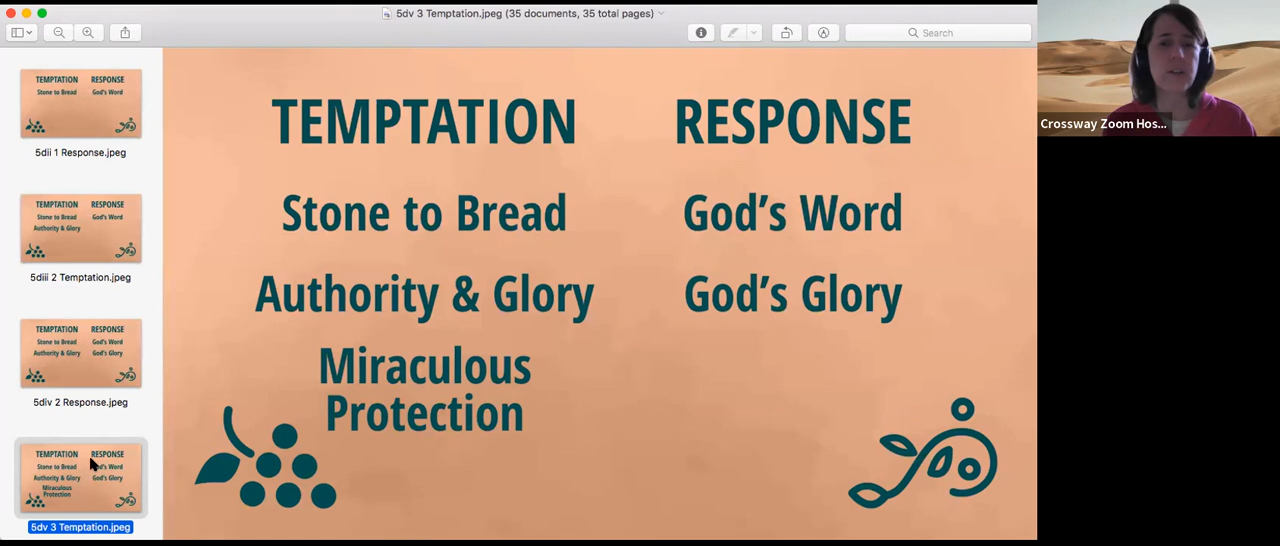 5dv 3 Temptation.jpeg (35 documents, 35 total pages)
Search
TEMPTATION RESPONSE
Stone to Bread God's Word
5dii 1 Response.jpeg
TEMPTATION RESPONSE
Stone to Bread God's Word
Authority & Glory
5diii 2 Temptation.jpeg
TEMPTATION RESPONSE
Stone to Bread God's Word
Authority & Glory God's Glory
5div 2 Response.jpeg
TEMPTATION RESPONSE
Stone to Bread God's Word
Authority & Glory God's Glory
Miraculous
Protection
5dv 3 Temptation.jpeg
TEMPTATION RESPONSE
Stone to Bread God’s Word
Authority & Glory God’s Glory
Miraculous
Protection
Crossway Zoom Hos...